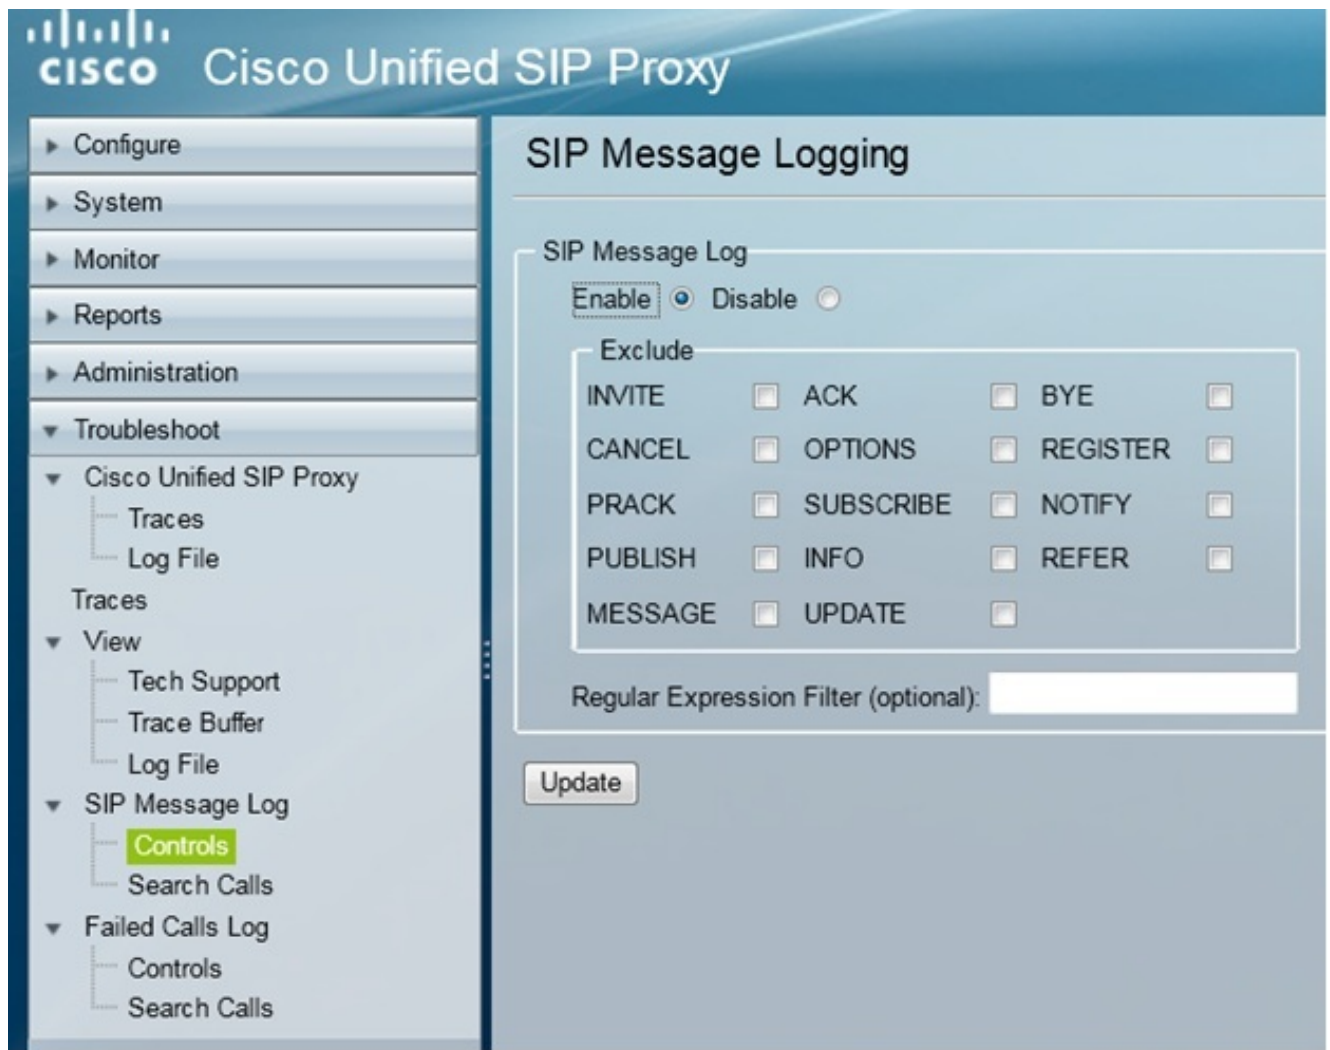 CISCO Cisco Unified SIP Proxy
Configure
System
Monitor
Reports
Administration
Troubleshoot
Cisco Unified SIP Proxy
Traces
Log File
Traces
View
Tech Support
Trace Buffer
Log File
SIP Message Log
Controls
Search Calls
Failed Calls Log
Controls
Search Calls
SIP Message Logging
SIP Message Log
Enable Disable
Exclude
INVITE ACK BYE
CANCEL OPTIONS REGISTER
PRACK SUBSCRIBE NOTIFY
PUBLISH INFO REFER
MESSAGE UPDATE
Regular Expression Filter (optional):
Update